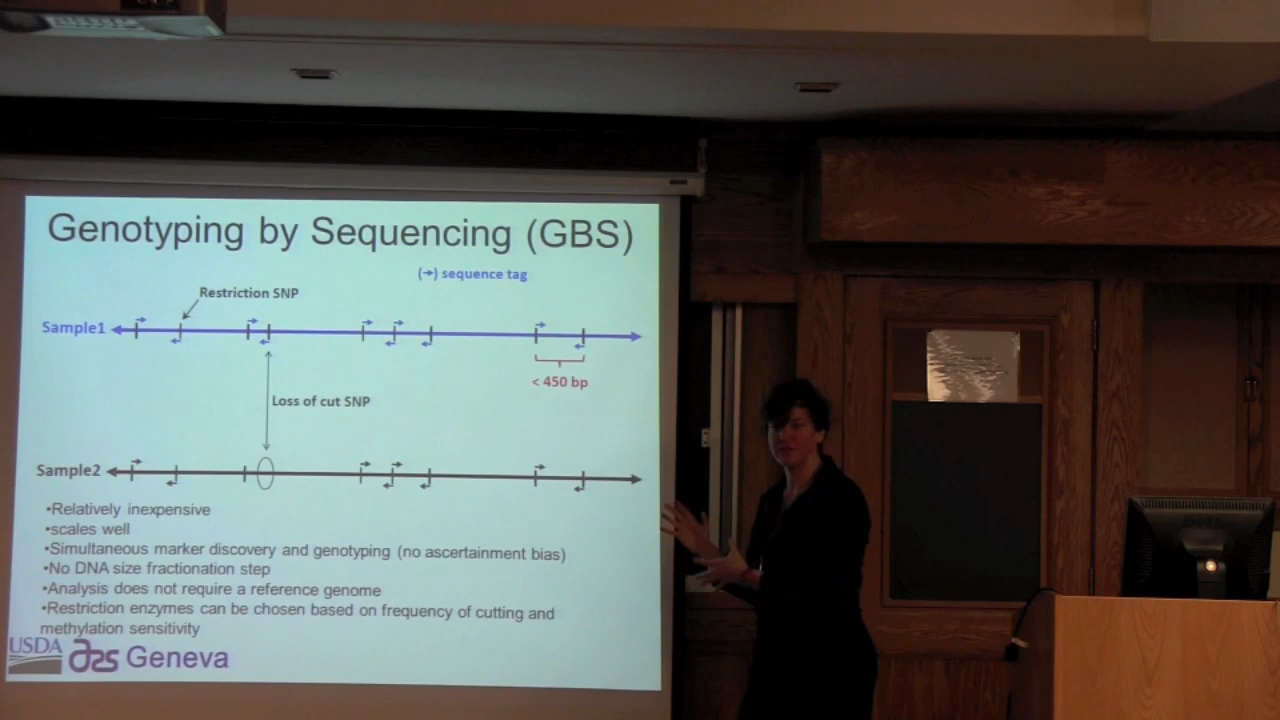 Genotyping by Sequencing (GBS)
(→) sequence tag
Restriction SNP
Sample1
< 450 bp
Loss of cut SNP
Sample2
•Relatively inexpensive
•scales well
•Simultaneous marker discovery and genotyping (no ascertainment bias)
•No DNA size fractionation step
•Analysis does not require a reference genome
•Restriction enzymes can be chosen based on frequency of cutting and
methylation sensitivity
USDA ars Geneva
DELL